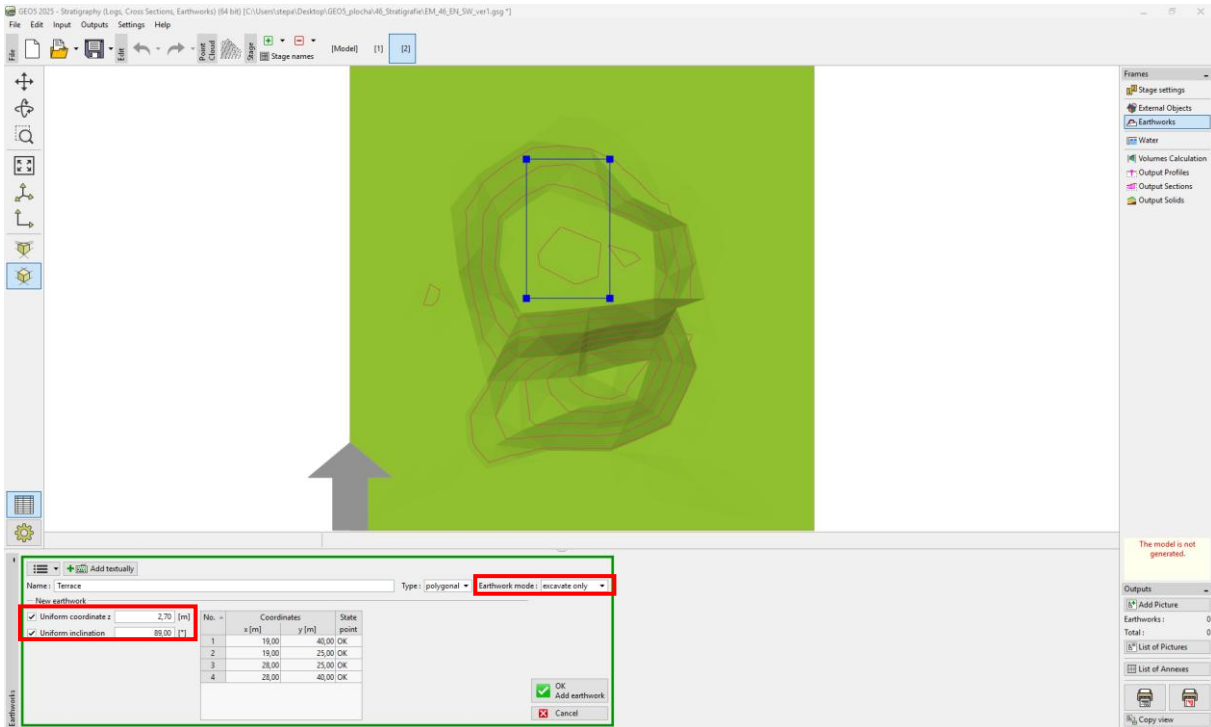 GEO5 2025 - Stratigraphy (Logs, Cross Sections, Earthworks) (64 bit) [C:\Users\stepa\Desktop\GEO5_plocha\46_Stratigrafie\EM_46_EN_SW_ver1.gsg *]
File Edit Input Outputs Settings Help
File
Edit
Point Cloud
Stage
Stage names
[Model] [1] [2]
Frames
Stage settings
External Objects
Earthworks
Water
Volumes Calculation
Output Profiles
Output Sections
Output Solids
The model is not
generated.
Add textually
Name : Terrace
Type : polygonal
Earthwork mode : excavate only
New earthwork
Uniform coordinate z 2,70 [m]
Uniform inclination 89,00 [°]
No. Coordinates State
x [m] y [m] point
1 19,00 40,00 OK
2 19,00 25,00 OK
3 28,00 25,00 OK
4 28,00 40,00 OK
OK
Add earthwork
Cancel
Earthworks
Outputs
Add Picture
Earthworks : 0
Total : 0
List of Pictures
List of Annexes
Copy view